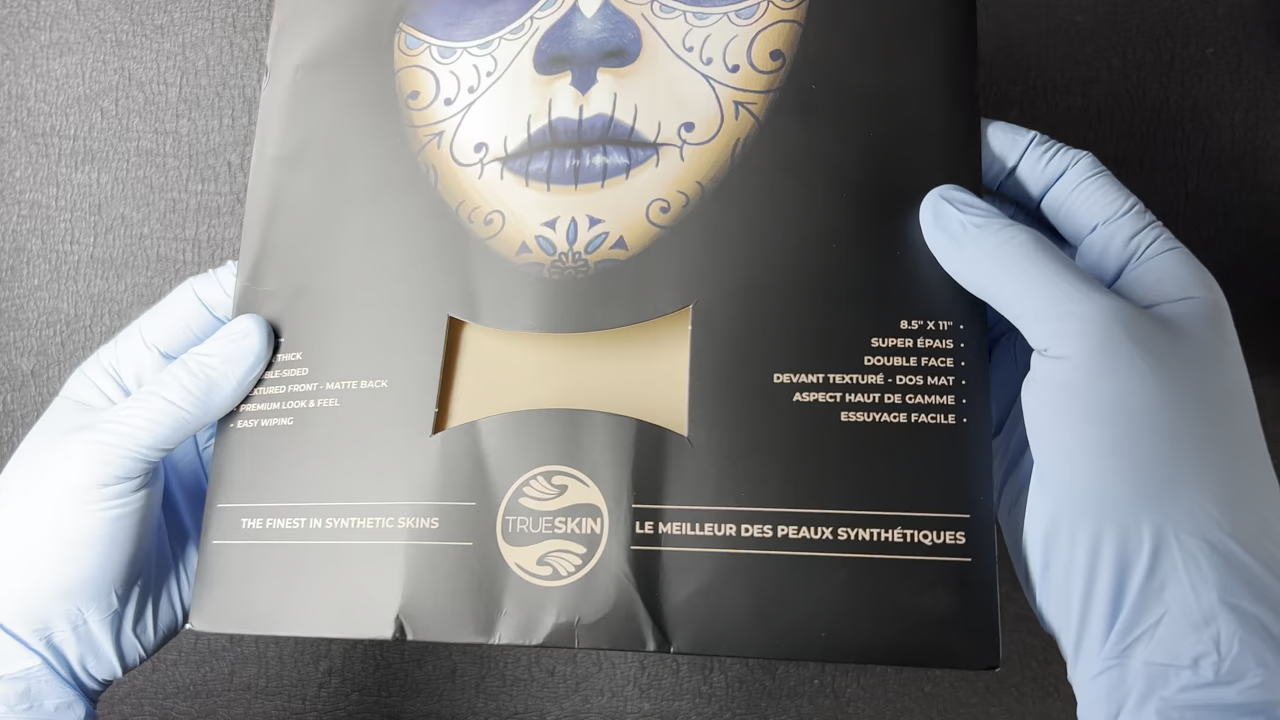 THICK
-SIDED
TEXTURED FRONT - MATTE BACK
• PREMIUM LOOK & FEEL
• EASY WIPING
8.5" X 11" •
SUPER ÉPAIS •
DOUBLE FACE •
DEVANT TEXTURÉ - DOS MAT •
ASPECT HAUT DE GAMME •
ESSUYAGE FACILE •
THE FINEST IN SYNTHETIC SKINS
TRUESKIN
LE MEILLEUR DES PEAUX SYNTHÉTIQUES